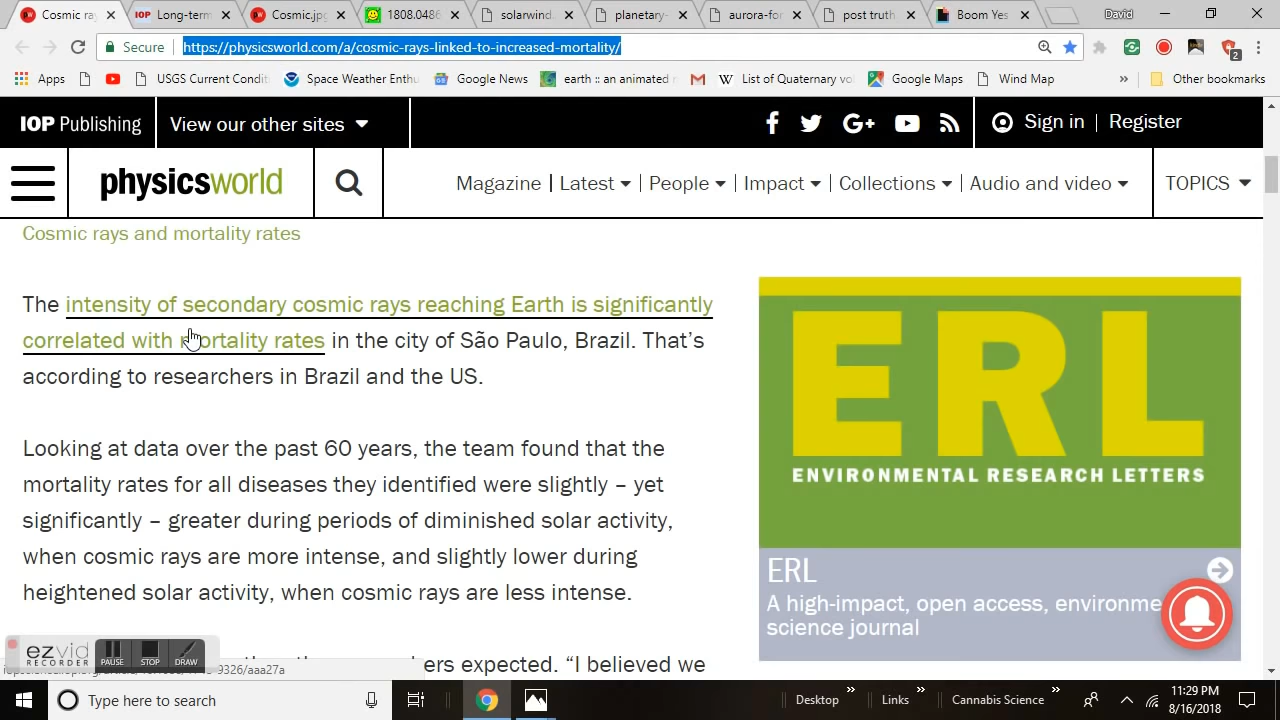 Cosmic ra
Long-term
Cosmic.jp
1808.0486
solarwind.
planetary-
aurora-for
post truth
Boom Yes
David
Secure
https://physicsworld.com/a/cosmic-rays-linked-to-increased-mortality/
2
Apps
USGS Current Condit
Space Weather Enthu
Google News
earth :: an animated
List of Quaternary vo
Google Maps
Wind Map
»
Other bookmarks
IOP Publishing
View our other sites
Sign in | Register
physicsworld
Magazine | Latest | People | Impact | Collections | Audio and video
TOPICS
Cosmic rays and mortality rates
The intensity of secondary cosmic rays reaching Earth is significantly
correlated with mortality rates in the city of São Paulo, Brazil. That’s
according to researchers in Brazil and the US.
Looking at data over the past 60 years, the team found that the
mortality rates for all diseases they identified were slightly – yet
significantly – greater during periods of diminished solar activity,
when cosmic rays are more intense, and slightly lower during
heightened solar activity, when cosmic rays are less intense.
expected. “I believed we
ERL
ENVIRONMENTAL RESEARCH LETTERS
ERL
A high-impact, open access, environme
science journal
ezvid
RECORDER
PAUSE
STOP
DRAW
9326/aaa27a
Type here to search
Desktop
Links
Cannabis Science
11:29 PM
8/16/2018